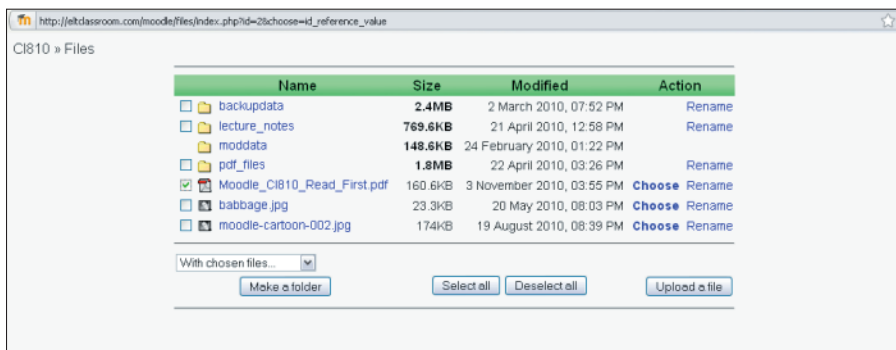 http://eltclassroom.com/moodle/files/index.php?id=2&choose=id_reference_value
CI810 » Files
Name Size Modified Action
backupdata 2.4MB 2 March 2010, 07:52 PM Rename
lecture_notes 769.6KB 21 April 2010, 12:58 PM Rename
moddata 148.6KB 24 February 2010, 01:22 PM
pdf_files 1.8MB 22 April 2010, 03:26 PM Rename
Moodle_CI810_Read_First.pdf 160.6KB 3 November 2010, 03:55 PM Choose Rename
babbage.jpg 23.3KB 20 May 2010, 08:03 PM Choose Rename
moodle-cartoon-002.jpg 174KB 19 August 2010, 08:39 PM Choose Rename
With chosen files...
Make a folder Select all Deselect all Upload a file